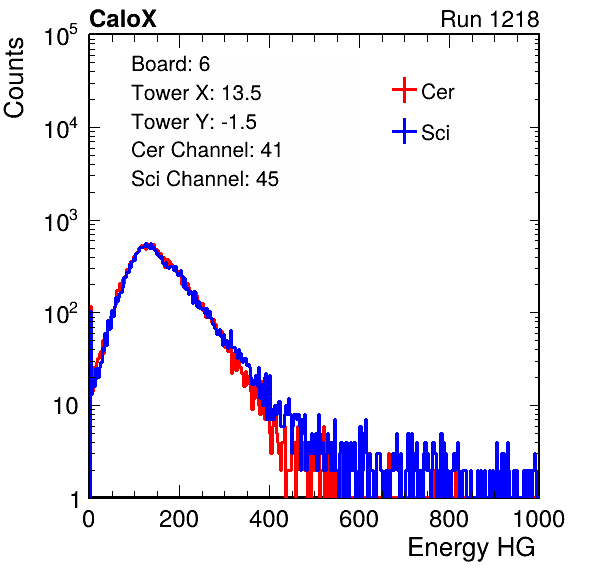 CaloX Run 1218
Counts
10^5
10^4
10^3
10^2
10
1
Board: 6
Tower X: 13.5
Tower Y: -1.5
Cer Channel: 41
Sci Channel: 45
Cer
Sci
0 200 400 600 800 1000
Energy HG